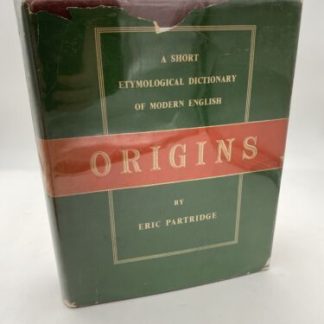 A SHORT
ETYMOLOGICAL DICTIONARY
OF MODERN ENGLISH
ORIGINS
BY
ERIC PARTRIDGE